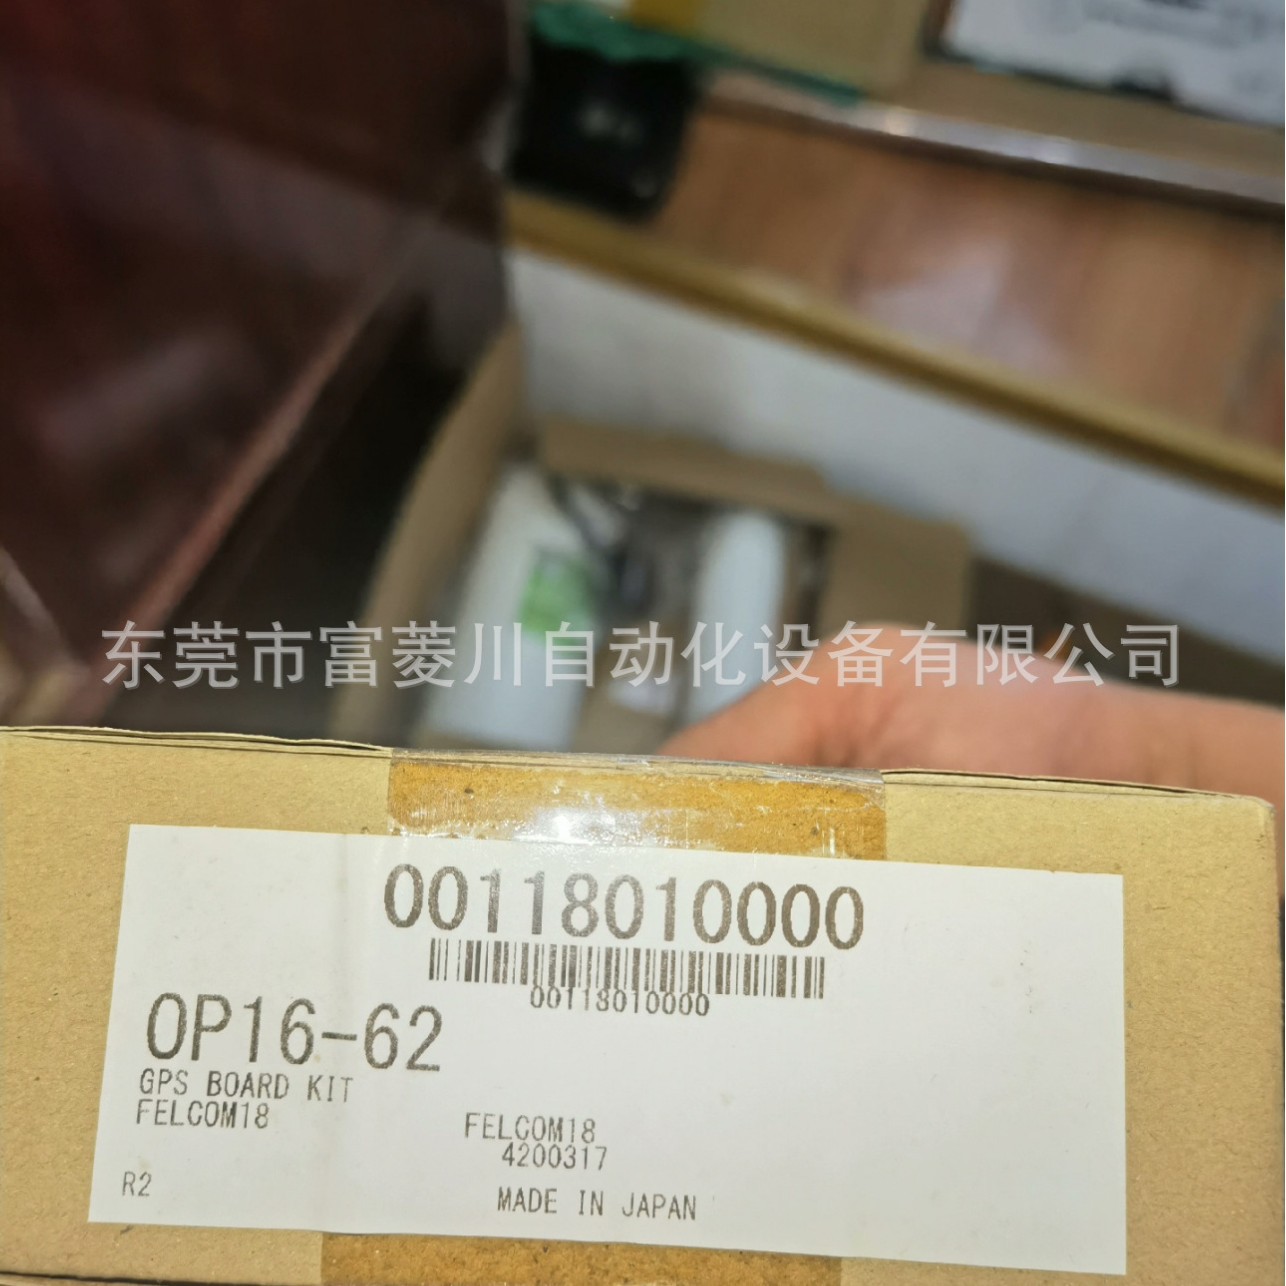 东莞市富菱川自动化设备有限公司
00118010000
00118010000
OP16-62
GPS BOARD KIT
FELCOM18
FELCOM18
4200317
R2
MADE IN JAPAN